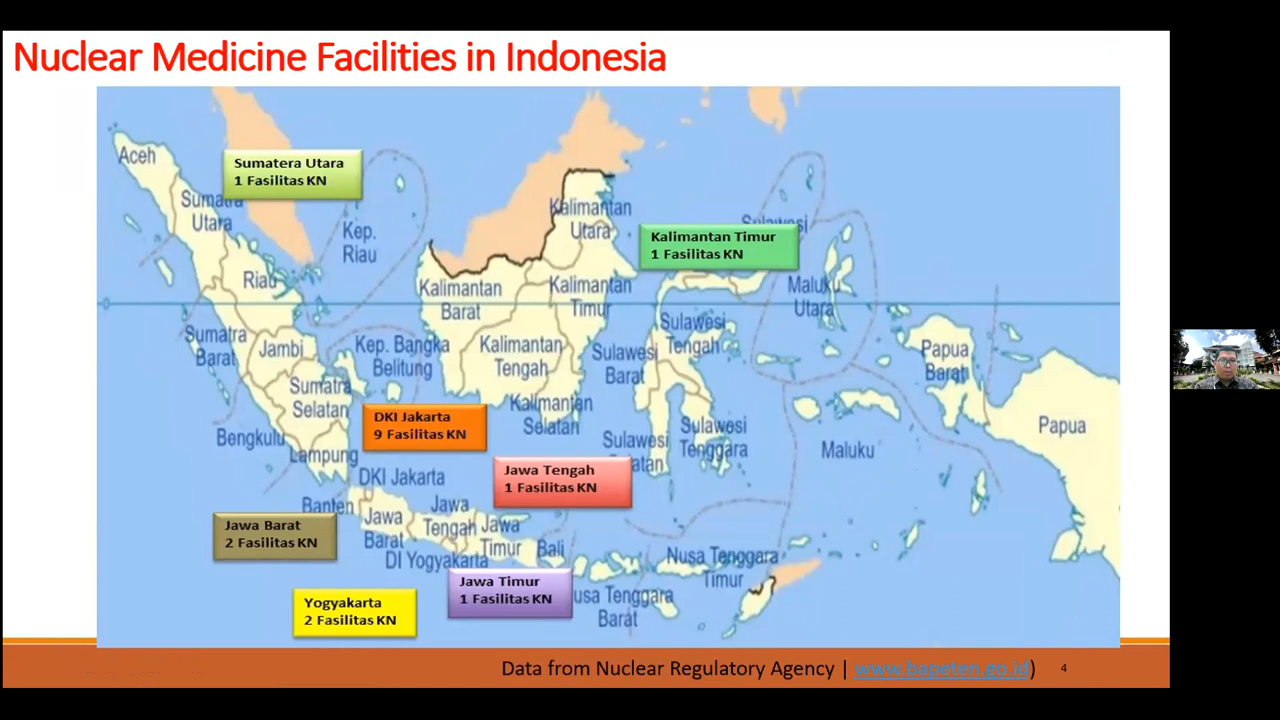 Nuclear Medicine Facilities in Indonesia
Aceh
Sumatera Utara
1 Fasilitas KN
Sumatra
Utara
Kep.
Riau
Riau
Kalimantan
Utara
Sulawesi
Kalimantan Timur
1 Fasilitas KN
Kalimantan
Barat
Kalimantan
Timur
Maluku
Utara
Sumatra
Barat
Jambi
Kep. Bangka
Belitung
Kalimantan
Tengah
Sulawesi
Tengah
Sulawesi
Barat
Papua
Barat
Papua
Sumatra
Selatan
DKI Jakarta
9 Fasilitas KN
Kalimantan
Selatan
Bengkulu
Lampung
Sulawesi
latan
Sulawesi
Tenggara
Maluku
DKI Jakarta
Jawa Tengah
1 Fasilitas KN
Banten
Jawa
Barat
Jawa
Tengah
Jawa
Timur
Bali
DI Yogyakarta
Jawa Barat
2 Fasilitas KN
Nusa Tenggara
Timur
Jawa Timur
1 Fasilitas KN
usa Tenggara
Barat
Yogyakarta
2 Fasilitas KN
Data from Nuclear Regulatory Agency | www.bapeten.go.id)
4